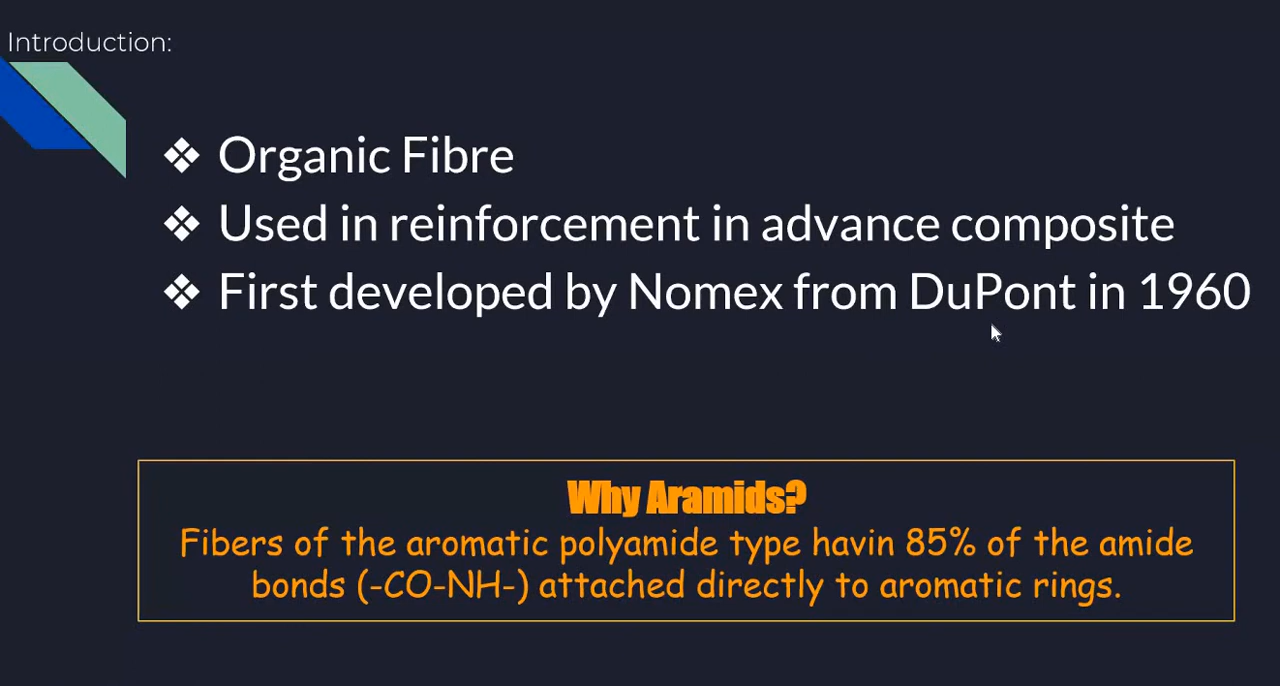 Introduction:
❖ Organic Fibre
❖ Used in reinforcement in advance composite
❖ First developed by Nomex from DuPont in 1960
Why Aramids?
Fibers of the aromatic polyamide type havin 85% of the amide
bonds (-CO-NH-) attached directly to aromatic rings.